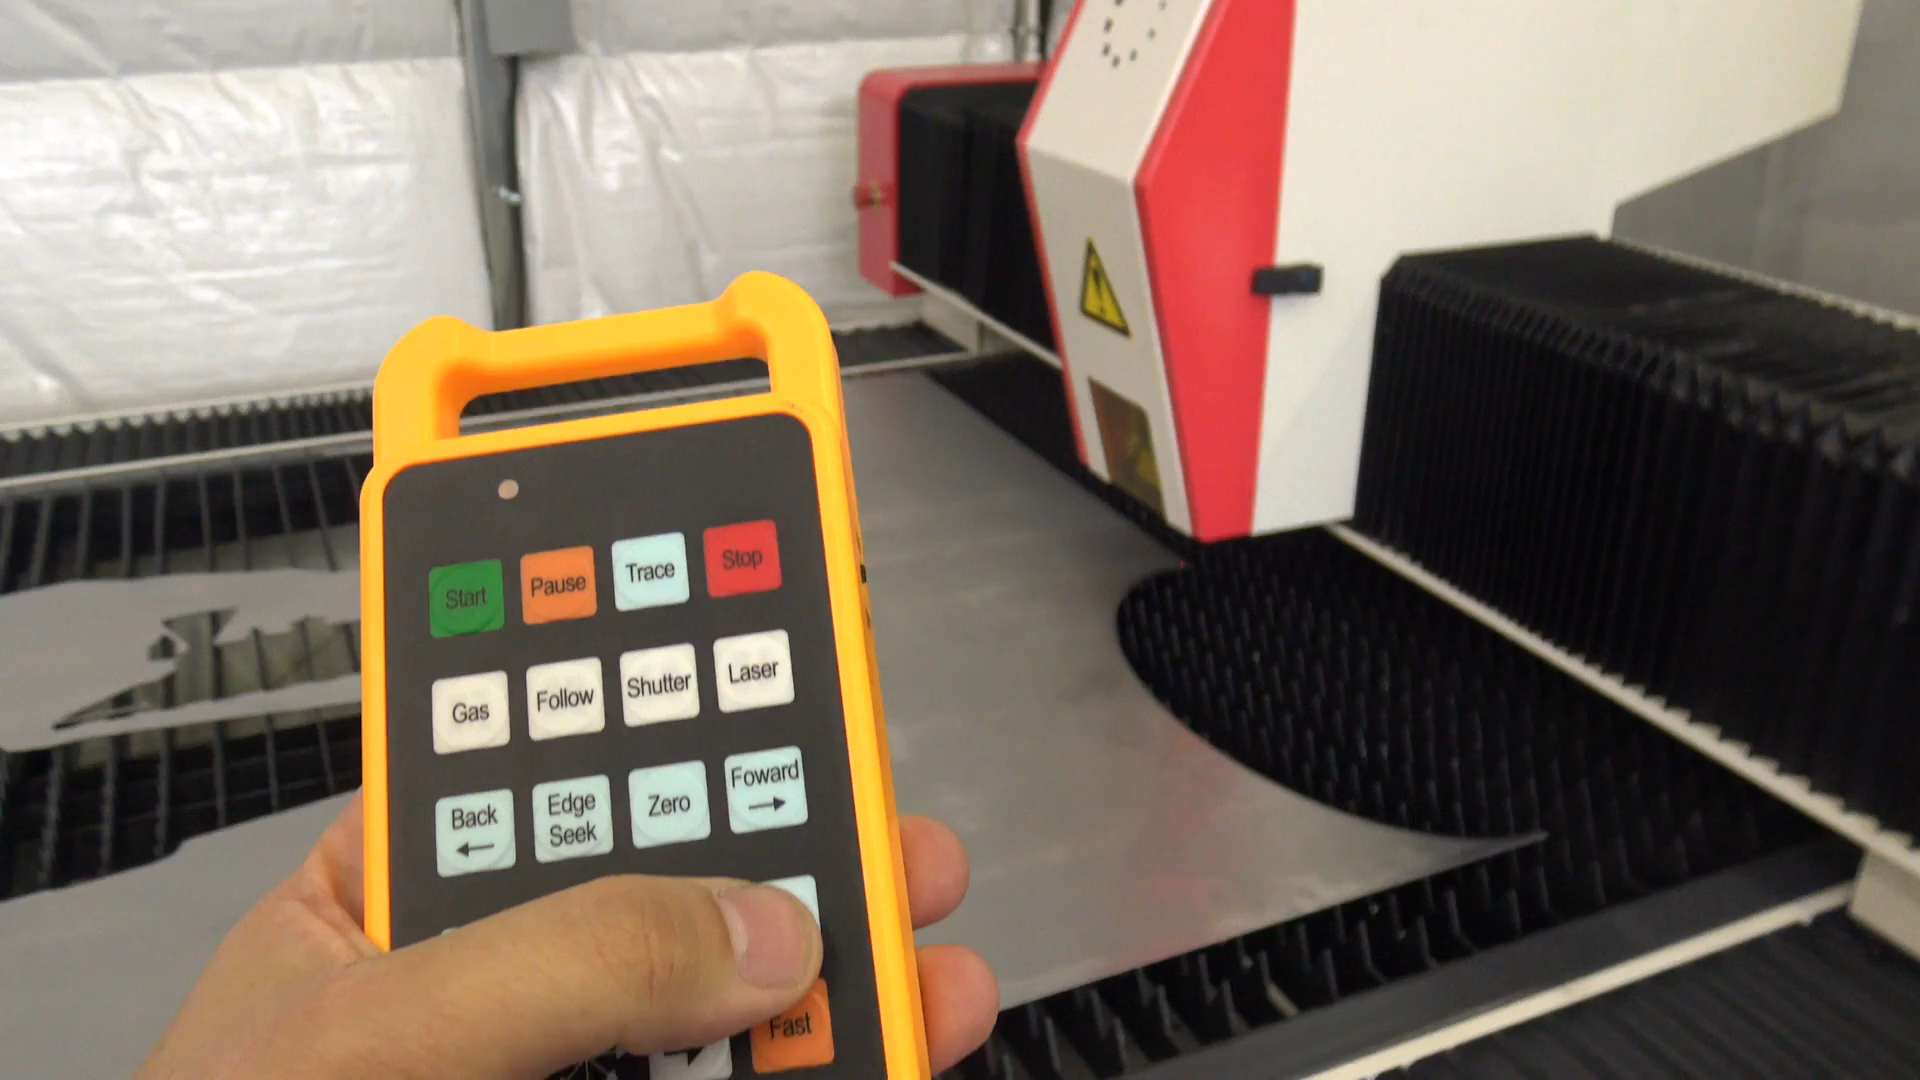 Start Pause Trace Stop
Gas Follow Shutter Laser
Back Edge Seek Zero Foward
Fast